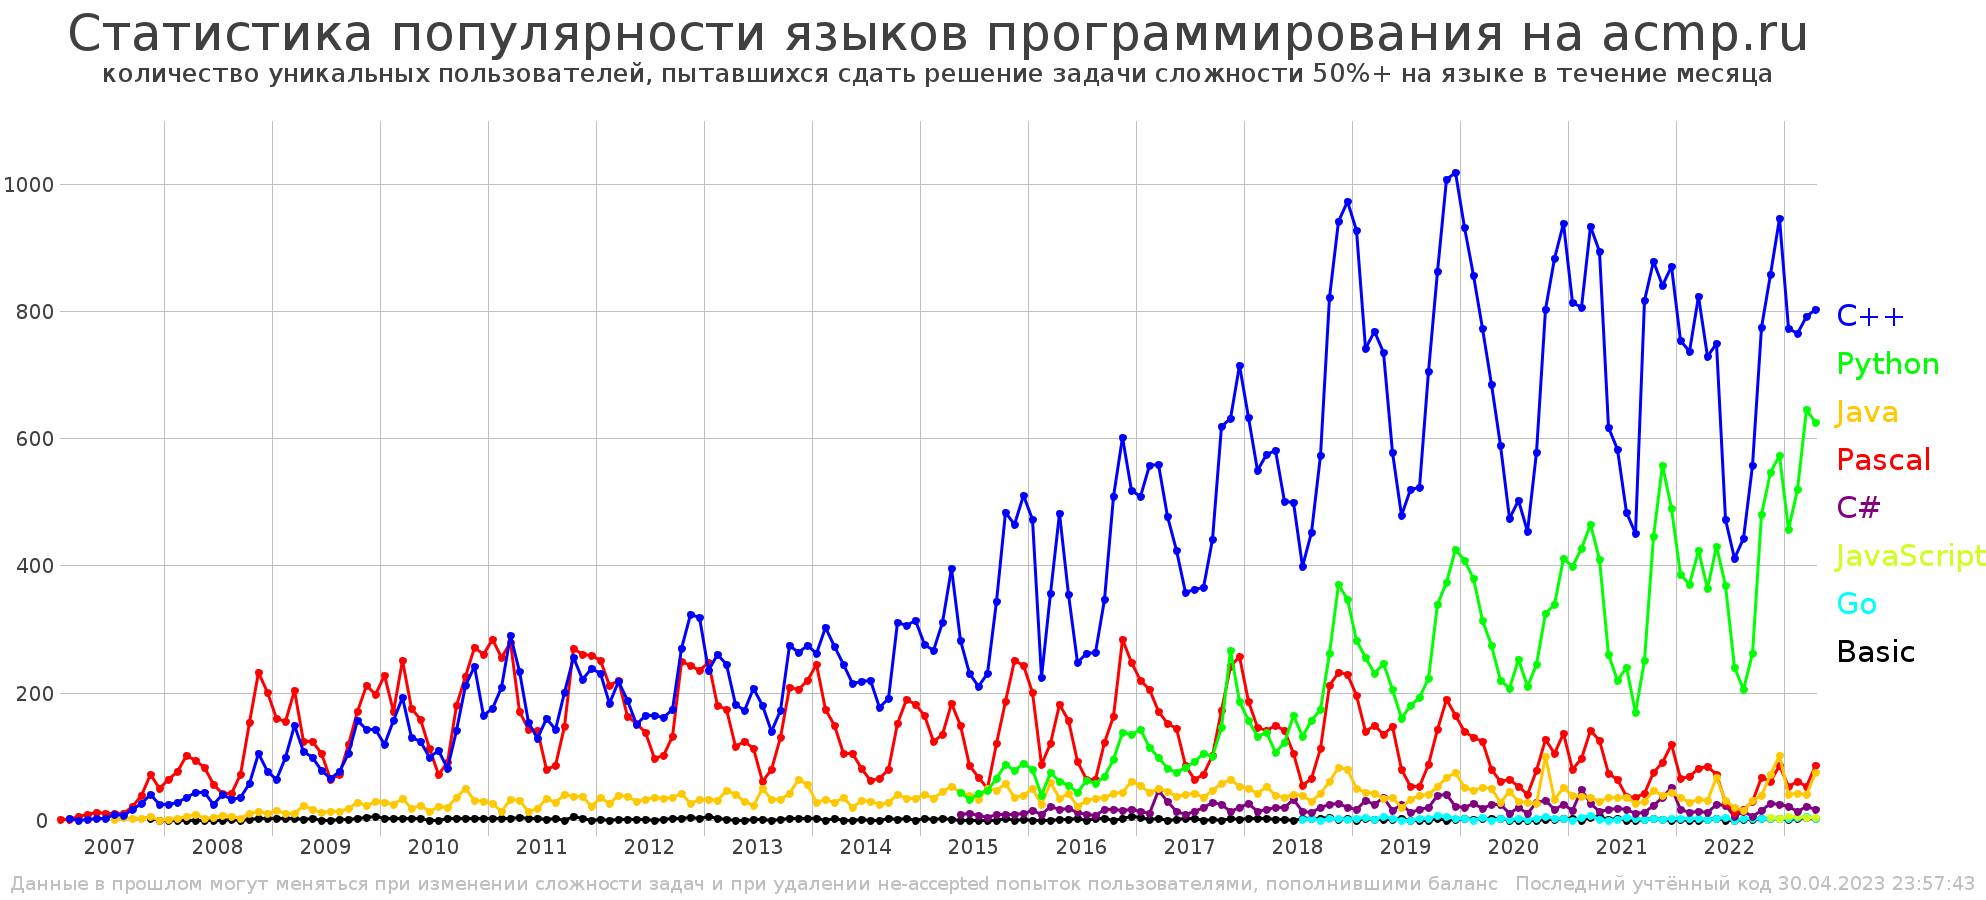 Статистика популярности языков программирования на acmp.ru
количество уникальных пользователей, пытавшихся сдать решение задачи сложности 50%+ на языке в течение месяца
1000
800
600
400
200
0
C++
Python
Java
Pascal
C#
JavaScript
Go
Basic
2007 2008 2009 2010 2011 2012 2013 2014 2015 2016 2017 2018 2019 2020 2021 2022
Данные в прошлом могут меняться при изменении сложности задач и при удалении не-accepted попыток пользователями, пополнившими баланс Последний учтённый код 30.04.2023 23:57:43